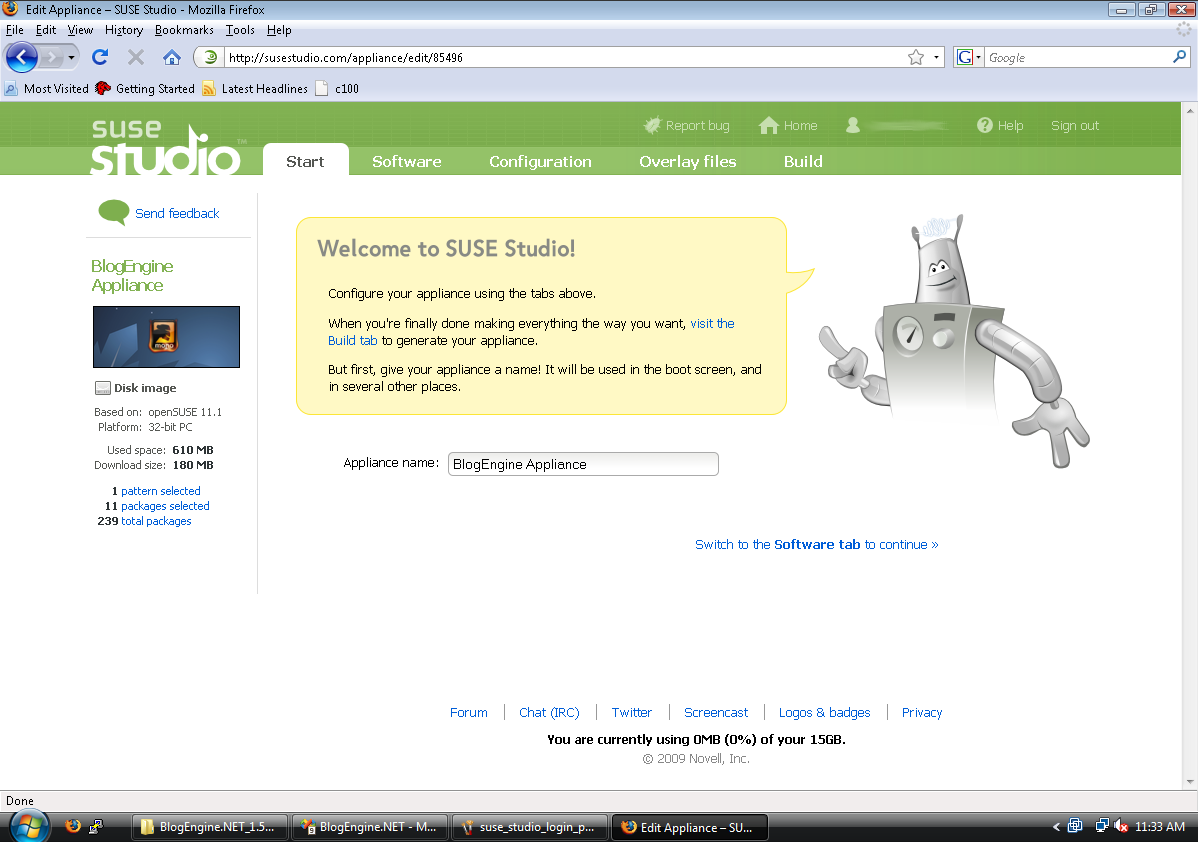 Edit Appliance – SUSE Studio - Mozilla Firefox
File Edit View History Bookmarks Tools Help
http://susestudio.com/appliance/edit/85496
G Google
Most Visited Getting Started Latest Headlines c100
Report bug Home Help Sign out
suse
studio™
Start Software Configuration Overlay files Build
Send feedback
BlogEngine
Appliance
mono
Disk image
Based on: openSUSE 11.1
Platform: 32-bit PC
Used space: 610 MB
Download size: 180 MB
1 pattern selected
11 packages selected
239 total packages
Welcome to SUSE Studio!
Configure your appliance using the tabs above.
When you're finally done making everything the way you want, visit the
Build tab to generate your appliance.
But first, give your appliance a name! It will be used in the boot screen, and
in several other places.
Appliance name: BlogEngine Appliance
Switch to the Software tab to continue »
Forum Chat (IRC) Twitter Screencast Logos & badges Privacy
You are currently using 0MB (0%) of your 15GB.
© 2009 Novell, Inc.
Done
BlogEngine.NET_1.5... BlogEngine.NET - M... suse_studio_login_p... Edit Appliance – SU... 11:33 AM